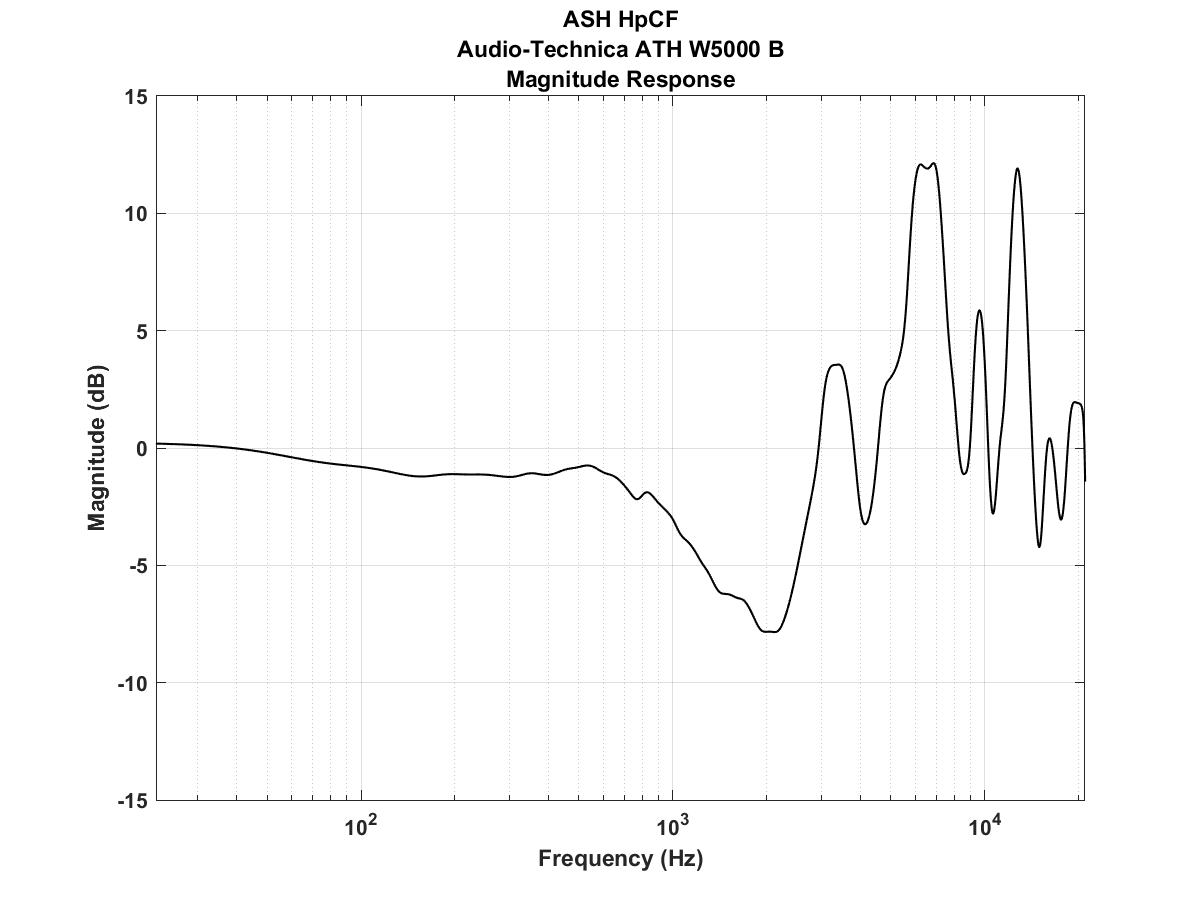 ASH HpCF
Audio-Technica ATH W5000 B
Magnitude Response
15
10
5
0
-5
-10
-15
Magnitude (dB)
10² 10³ 10⁴
Frequency (Hz)